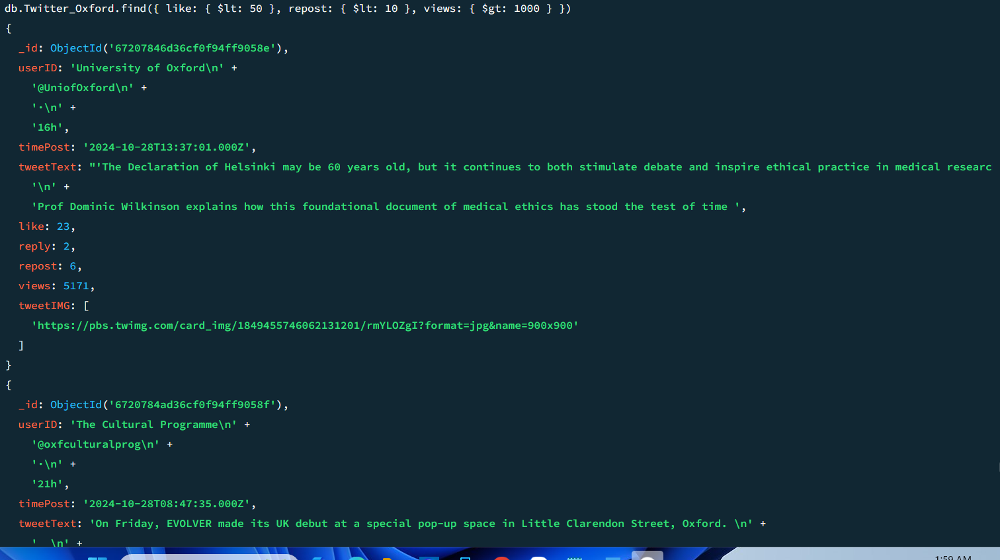 db.Twitter_Oxford.find({ like: { $lt: 50 }, repost: { $lt: 10 }, views: { $gt: 1000 } })
{
_id: ObjectId('67207846d36cf0f94ff9058e'),
userID: 'University of Oxford\n' +
'@UniofOxford\n' +
'·\n' +
'16h',
timePost: '2024-10-28T13:37:01.000Z',
tweetText: "'The Declaration of Helsinki may be 60 years old, but it continues to both stimulate debate and inspire ethical practice in medical researc
'\n' +
'Prof Dominic Wilkinson explains how this foundational document of medical ethics has stood the test of time ',
like: 23,
reply: 2,
repost: 6,
views: 5171,
tweetIMG: [
'https://pbs.twimg.com/card_img/1849455746062131201/rmYLOZgI?format=jpg&name=900x900'
]
}
{
_id: ObjectId('6720784ad36cf0f94ff9058f'),
userID: 'The Cultural Programme\n' +
'@oxfculturalprog\n' +
'·\n' +
'21h',
timePost: '2024-10-28T08:47:35.000Z',
tweetText: 'On Friday, EVOLVER made its UK debut at a special pop-up space in Little Clarendon Street, Oxford. \n' +
' \n' +
1:59 AM